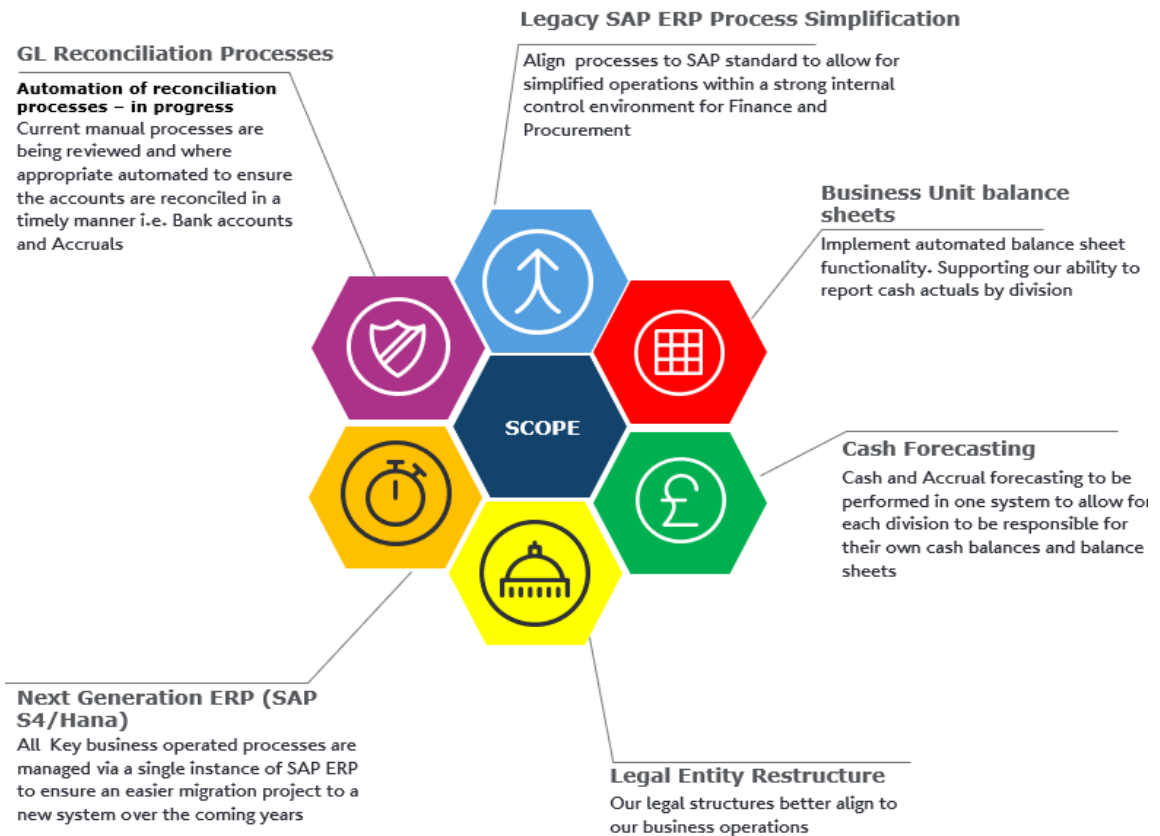 Legacy SAP ERP Process Simplification
Align processes to SAP standard to allow for
simplified operations within a strong internal
control environment for Finance and
Procurement
GL Reconciliation Processes
Automation of reconciliation
processes – in progress
Current manual processes are
being reviewed and where
appropriate automated to ensure
the accounts are reconciled in a
timely manner i.e. Bank accounts
and Accruals
Business Unit balance
sheets
Implement automated balance sheet
functionality. Supporting our ability to
report cash actuals by division
SCOPE
Cash Forecasting
Cash and Accrual forecasting to be
performed in one system to allow for
each division to be responsible for
their own cash balances and balance
sheets
Next Generation ERP (SAP
S4/Hana)
All Key business operated processes are
managed via a single instance of SAP ERP
to ensure an easier migration project to a
new system over the coming years
Legal Entity Restructure
Our legal structures better align to
our business operations